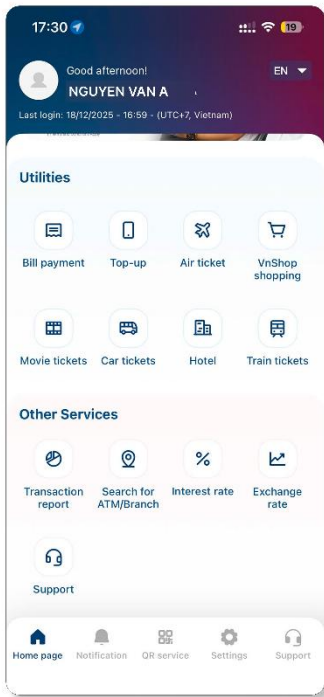 17:30
19
Good afternoon!
EN
NGUYEN VAN A
Last login: 18/12/2025 - 16:59 - (UTC+7, Vietnam)
Utilities
Bill payment Top-up Air ticket VnShop
shopping
Movie tickets Car tickets Hotel Train tickets
Other Services
Transaction Search for Interest rate Exchange
report ATM/Branch rate
Support
Home page Notification QR service Settings Support